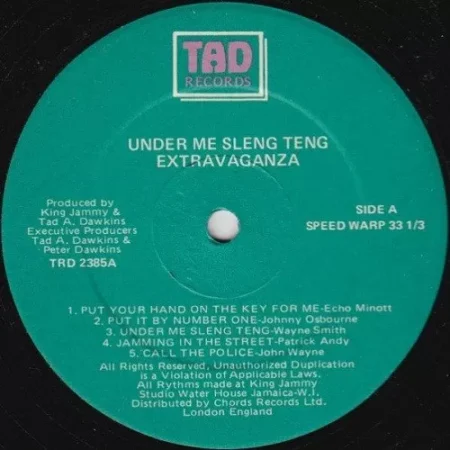 TAD
RECORDS
UNDER ME SLENG TENG
EXTRAVAGANZA
Produced by
King Jammy &
Tad A. Dawkins
Executive Producers
Tad A. Dawkins &
Peter Dawkins
TRD 2385A
SIDE A
SPEED WARP 33 1/3
1. PUT YOUR HAND ON THE KEY FOR ME-Echo Minott
2. PUT IT BY NUMBER ONE-Johnny Osbourne
3. UNDER ME SLENG TENG-Wayne Smith
4. JAMMING IN THE STREET-Patrick Andy
5. CALL THE POLICE-John Wayne
All Rights Reserved, Unauthorized Duplication
is a Violation of Applicable Laws.
All Rythms made at King Jammy
Studio Water House Jamaica-W.I.
Distributed by Chords Records Ltd.
London England